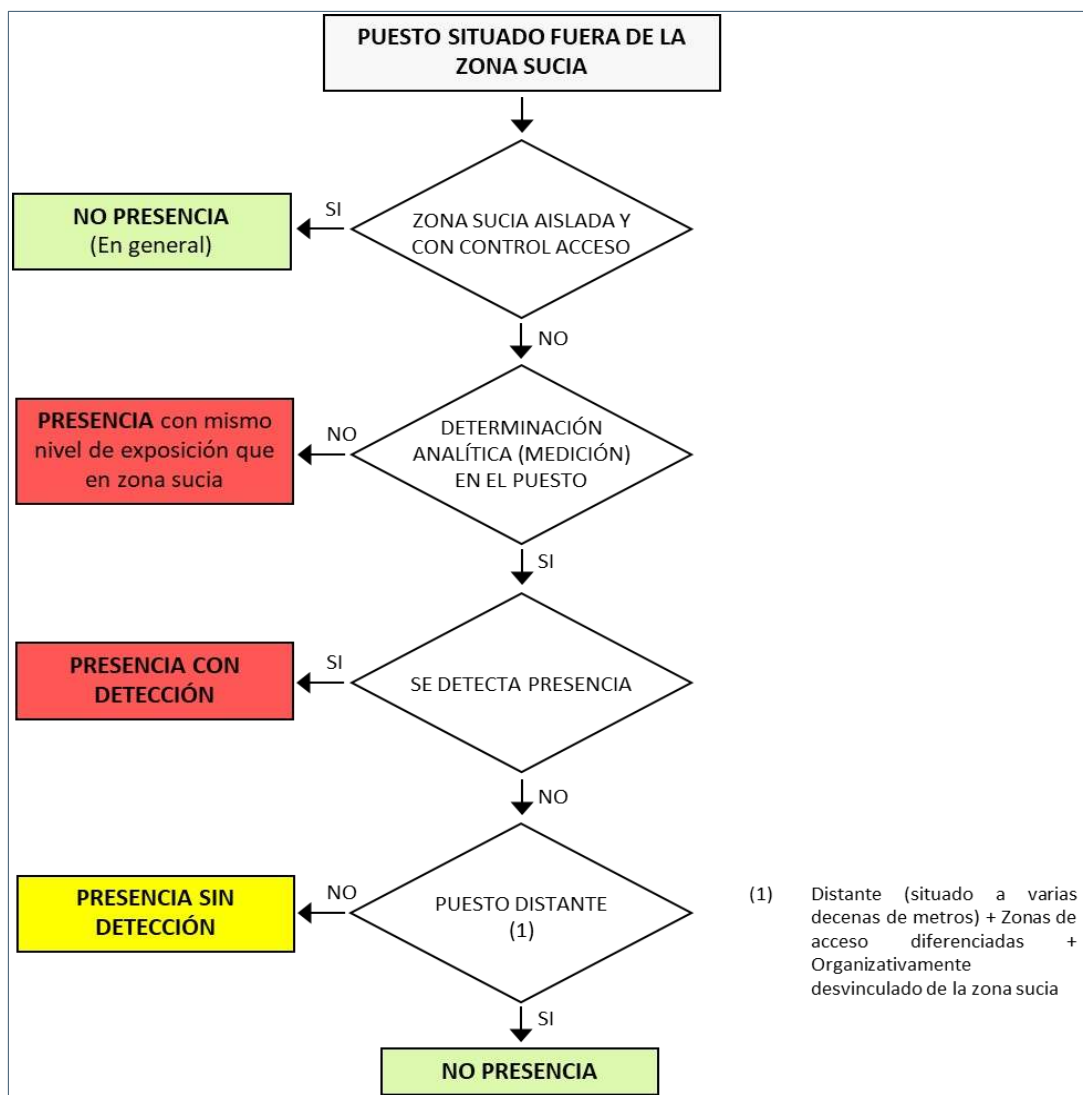 PUESTO SITUADO FUERA DE LA
ZONA SUCIA
ZONA SUCIA AISLADA Y
CON CONTROL ACCESO
SI
NO PRESENCIA
(En general)
NO
DETERMINACIÓN
ANALÍTICA (MEDICIÓN)
EN EL PUESTO
NO
PRESENCIA con mismo
nivel de exposición que
en zona sucia
SI
SE DETECTA PRESENCIA
SI
PRESENCIA CON
DETECCIÓN
NO
PUESTO DISTANTE
(1)
NO
PRESENCIA SIN
DETECCIÓN
(1) Distante (situado a varias
decenas de metros) + Zonas de
acceso diferenciadas +
Organizativamente
desvinculado de la zona sucia
SI
NO PRESENCIA